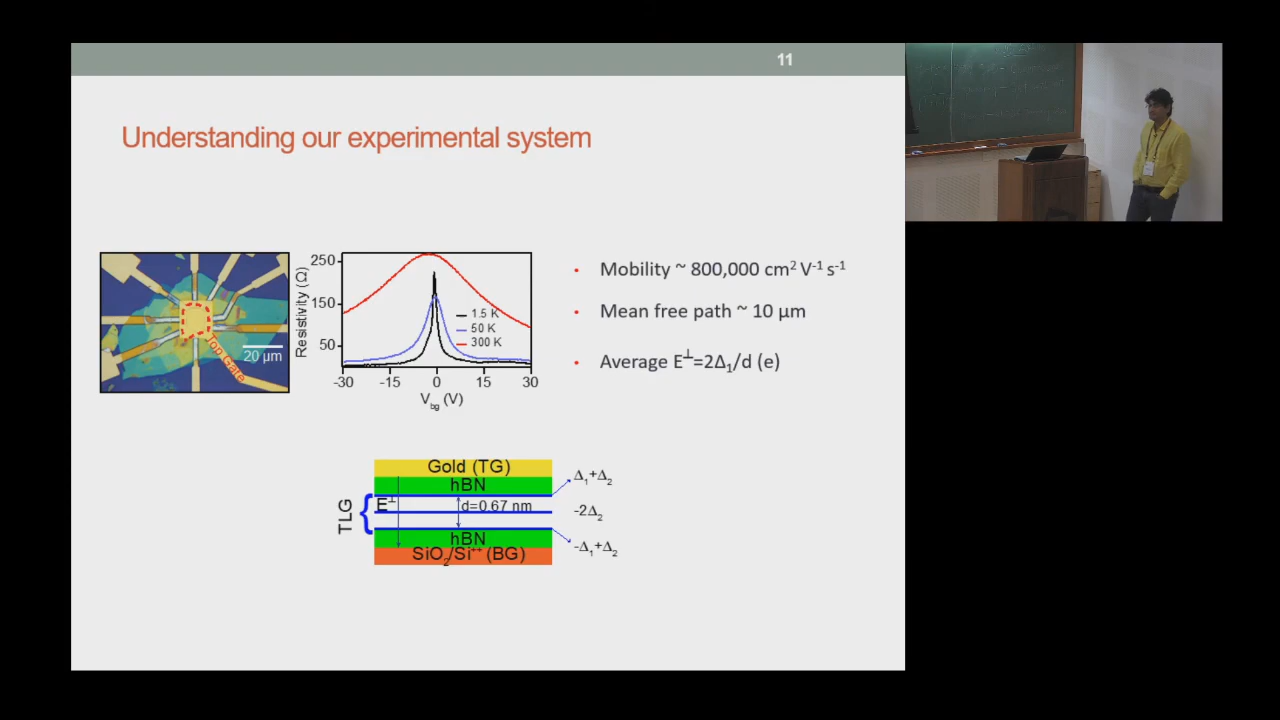 11
Understanding our experimental system
Top Gate
20 µm
Resistivity (Ω)
250
150
50
1.5 K
50 K
300 K
-30 -15 0 15 30
V_bg (V)
• Mobility ~ 800,000 cm² V⁻¹ s⁻¹
• Mean free path ~ 10 µm
• Average E^⊥=2Δ₁/d (e)
Gold (TG)
hBN
TLG
E^⊥
d=0.67 nm
hBN
SiO₂/Si⁺⁺ (BG)
Δ₁+Δ₂
-2Δ₂
-Δ₁+Δ₂